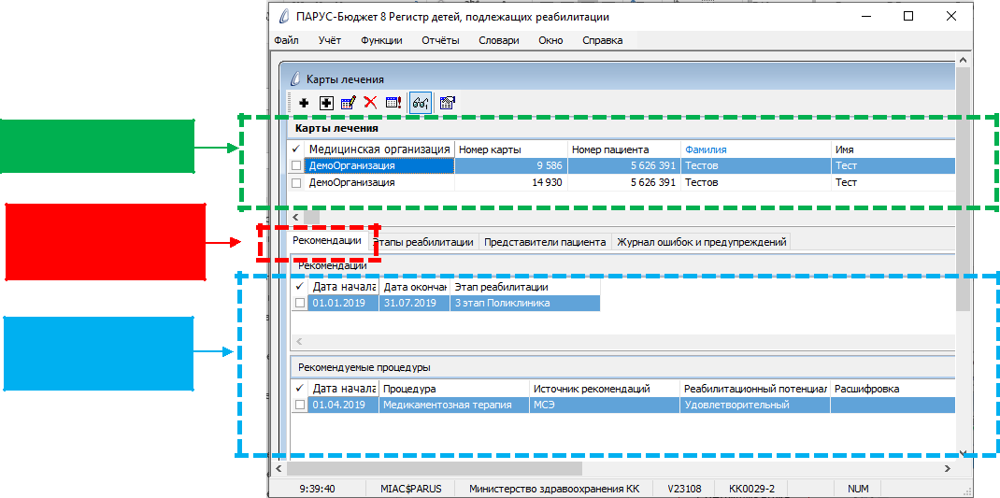 ПАРУС-Бюджет 8 Регистр детей, подлежащих реабилитации
Файл Учёт Функции Отчёты Словари Окно Справка
Карты лечения
Карты лечения
Медицинская организация Номер карты Номер пациента Фамилия Имя
ДемоОрганизация 9 586 5 626 391 Тестов Тест
ДемоОрганизация 14 930 5 626 391 Тестов Тест
Рекомендации Этапы реабилитации Представители пациента Журнал ошибок и предупреждений
Рекомендации
Дата начала Дата окончан Этап реабилитации
01.01.2019 31.07.2019 3 этап Поликлиника
Рекомендуемые процедуры
Дата начала Процедура Источник рекомендаций Реабилитационный потенциал Расшифровка
01.04.2019 Медикаментозная терапия МСЭ Удовлетворительный
9:39:40 MIAC$PARUS Министерство здравоохранения КК V23108 КК0029-2 NUM